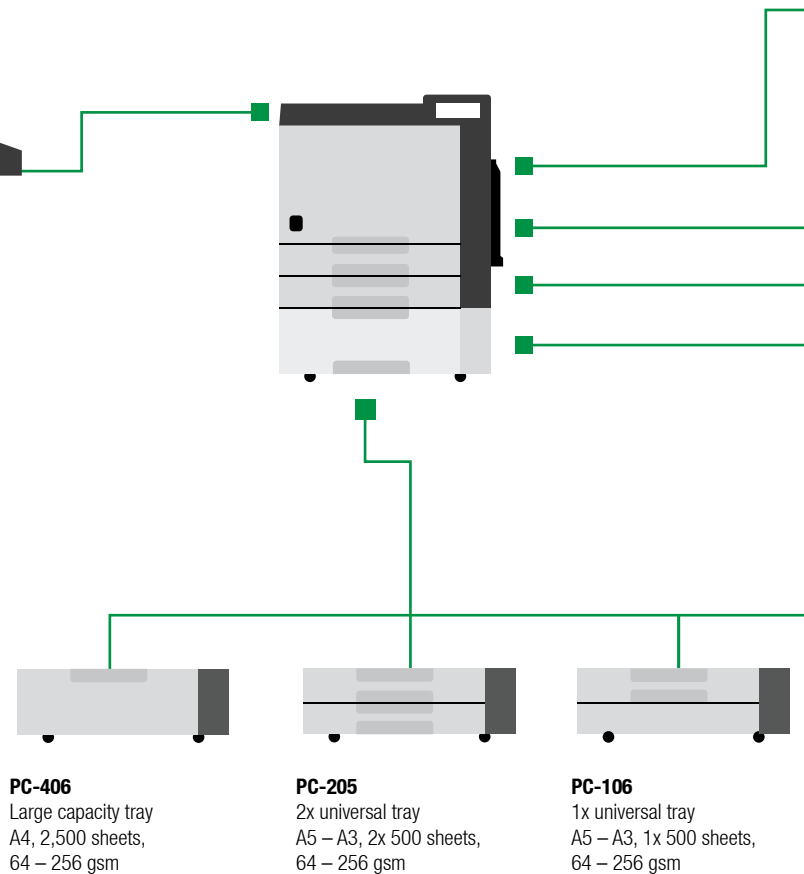 PC-406
Large capacity tray
A4, 2,500 sheets,
64 – 256 gsm
PC-205
2x universal tray
A5 – A3, 2x 500 sheets,
64 – 256 gsm
PC-106
1x universal tray
A5 – A3, 1x 500 sheets,
64 – 256 gsm